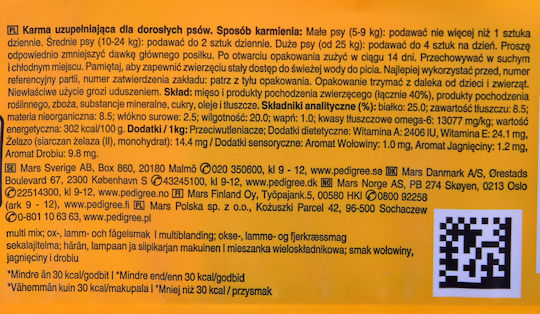 PL Karma uzupełniająca dla dorosłych psów. Sposób karmienia: Małe psy (5-9 kg): podawać nie więcej niż 1 sztuka
dziennie. Średnie psy (10-24 kg): podawać do 2 sztuk dziennie. Duże psy (od 25 kg): podawać do 4 sztuk na dzień. Proszę
odpowiednio zmniejszyć dawkę głównego posiłku. Po otwarciu opakowania zużyć w ciągu 14 dni. Przechowywać w suchym
i chłodnym miejscu. Pamiętaj, aby zapewnić zwierzęciu stały dostęp do świeżej wody do picia. Najlepiej wykorzystać przed, numer
referencyjny partii, numer zatwierdzenia zakładu: patrz z tyłu opakowania. Opakowanie trzymać z daleka od dzieci i zwierząt.
Niewłaściwe użycie grozi uduszeniem. Skład: mięso i produkty pochodzenia zwierzęcego (łącznie 40%), produkty pochodzenia
roślinnego, zboża, substancje mineralne, cukry, oleje i tłuszcze. Składniki analityczne (%): białko: 25.0; zawartość tłuszczu: 8.5;
materia nieorganiczna: 8.5; włókno surowe: 2.5; wilgotność: 20.0; wapń: 1.0; kwasy tłuszczowe omega-6: 13077 mg/kg; wartość
energetyczna: 302 kcal/100 g. Dodatki / 1kg: Przeciwutleniacze; Dodatki dietetyczne: Witamina A: 2406 IU, Witamina E: 24.1 mg,
Żelazo (siarczan żelaza (II), monohydrat): 14.4 mg / Dodatki sensoryczne: Aromat Wołowiny 1.0 mg, Aromat Jagnięciny: 1.2 mg,
Aromat Drobiu: 9.8 mg.
SE Mars Sverige AB, Box 860, 20180 Malmö 020 350600, kl 9 - 12, www.pedigree.se DK Mars Danmark A/S, Ørestads
Boulevard 67, 2300 København S 43245100, kl 9 - 12, www.pedigree.dk NO Mars Norge AS, PB 274 Skøyen, 0213 Oslo
22514300, kl 9 - 12, www.pedigree.no FI Mars Finland Oy, Työpajank.5, 00580 HKI 0800 92258
(ark 9 - 12), www.pedigree.fi PL Mars Polska sp. z o.o., Kożuszki Parcel 42, 96-500 Sochaczew
0-801 10 63 63, www.pedigree.pl
multi mix; ox-, lamm- och fågelsmak I multiblanding; okse-, lamme- og fjerkræssmag
sekalajitelma; härän, lampaan ja siipikarjan makuinen I mieszanka wieloskładnikowa; smak wołowiny,
jagnięciny i drobiu
*Mindre än 30 kcal/godbit I *Mindre end/enn 30 kcal/godbid
*Vähemmän kuin 30 kcal/makupala I *Mniej niż 30 kcal / przysmak